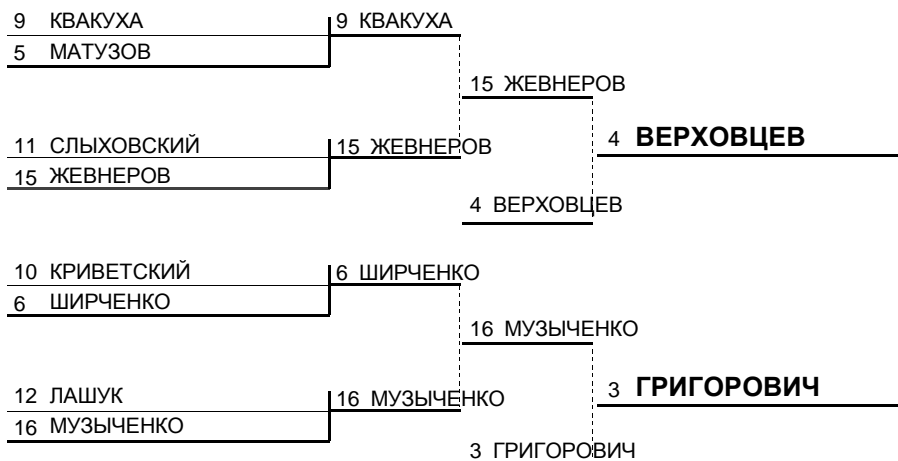 9 КВАКУХА 9 КВАКУХА
5 МАТУЗОВ
15 ЖЕВНЕРОВ
11 СЛЫХОВСКИЙ 15 ЖЕВНЕРОВ 4 ВЕРХОВЦЕВ
15 ЖЕВНЕРОВ
4 ВЕРХОВЦЕВ
10 КРИВЕТСКИЙ 6 ШИРЧЕНКО
6 ШИРЧЕНКО
16 МУЗЫЧЕНКО
12 ЛАШУК 16 МУЗЫЧЕНКО 3 ГРИГОРОВИЧ
16 МУЗЫЧЕНКО
3 ГРИГОРОВИЧ